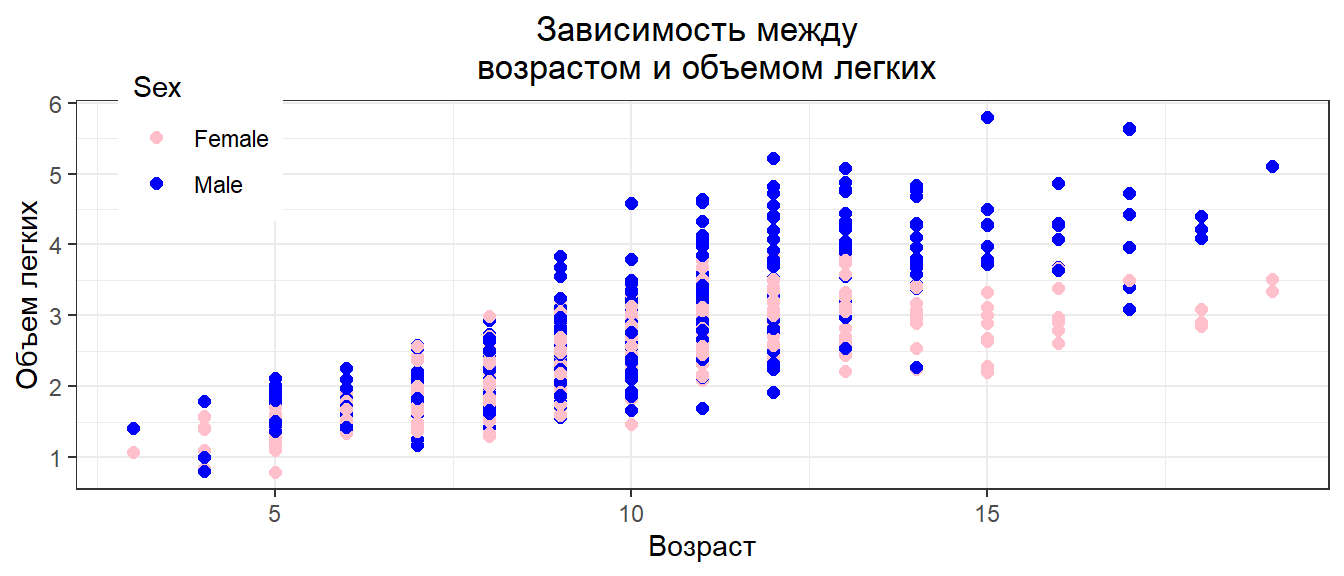 Зависимость между
возрастом и объемом легких
Sex
Female
Male
Объем легких
6
5
4
3
2
1
5
10
15
Возраст